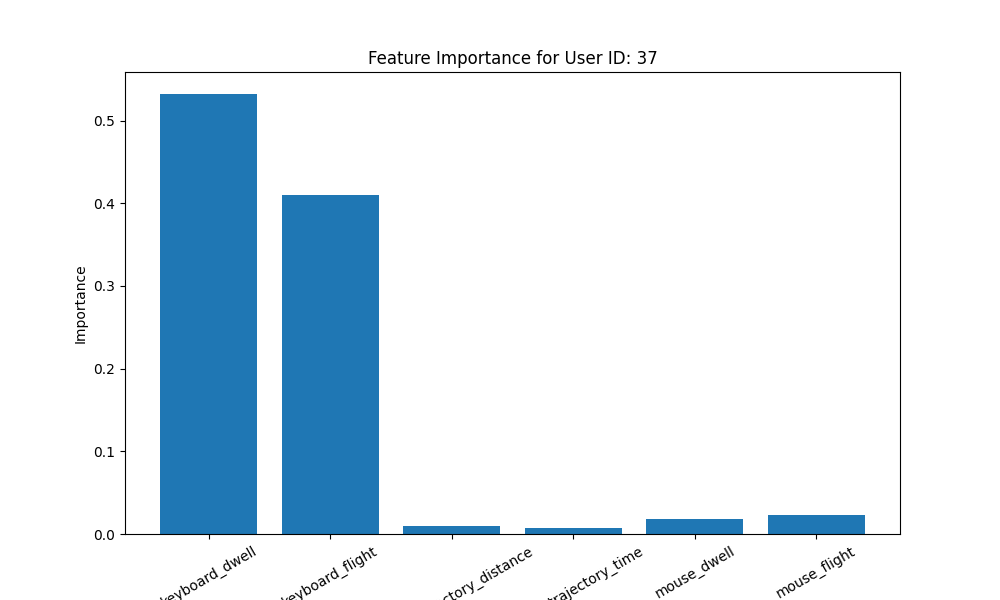 Feature Importance for User ID: 37
Importance
0.5
0.4
0.3
0.2
0.1
0.0
keyboard_dwell
keyboard_flight
ctory_distance
trajectory_time
mouse_dwell
mouse_flight